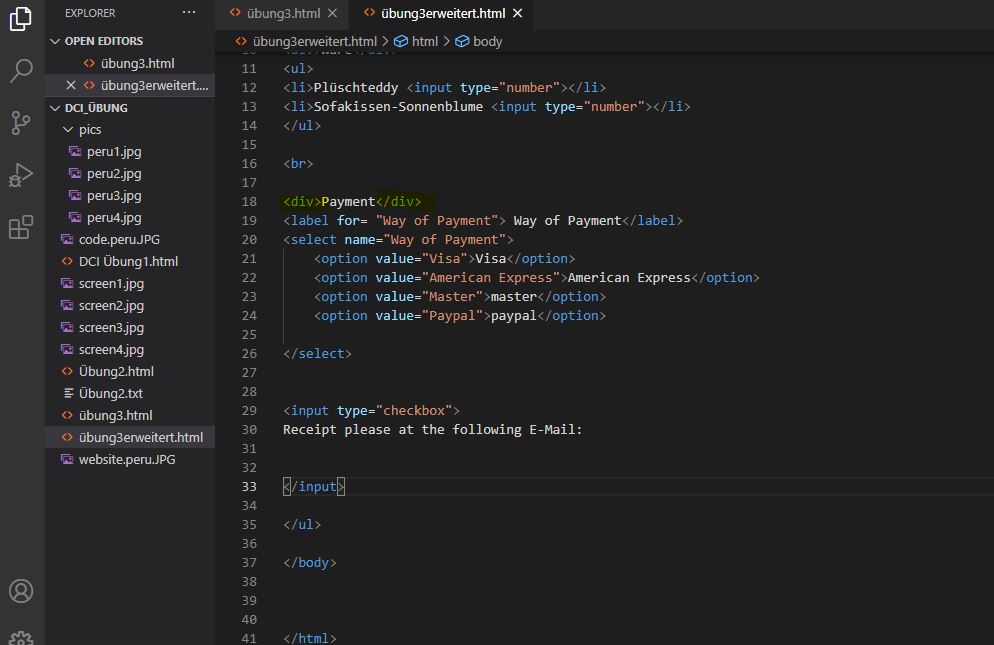 EXPLORER
OPEN EDITORS
übung3.html
übung3erweitert....
DCI_ÜBUNG
pics
peru1.jpg
peru2.jpg
peru3.jpg
peru4.jpg
code.peru.JPG
DCI Übung1.html
screen1.jpg
screen2.jpg
screen3.jpg
screen4.jpg
Übung2.html
Übung2.txt
übung3.html
übung3erweitert.html
website.peru.JPG
übung3.html
übung3erweitert.html
übung3erweitert.html > html > body
11 <ul>
12 <li>Plüschteddy <input type="number"></li>
13 <li>Sofakissen-Sonnenblume <input type="number"></li>
14 </ul>
15
16 <br>
17
18 <div>Payment</div>
19 <label for= "Way of Payment"> Way of Payment</label>
20 <select name="Way of Payment">
21 <option value="Visa">Visa</option>
22 <option value="American Express">American Express</option>
23 <option value="Master">master</option>
24 <option value="Paypal">paypal</option>
25
26 </select>
27
28
29 <input type="checkbox">
30 Receipt please at the following E-Mail:
31
32
33 </input>
34
35 </ul>
36
37 </body>
38
39
40
41 </html>